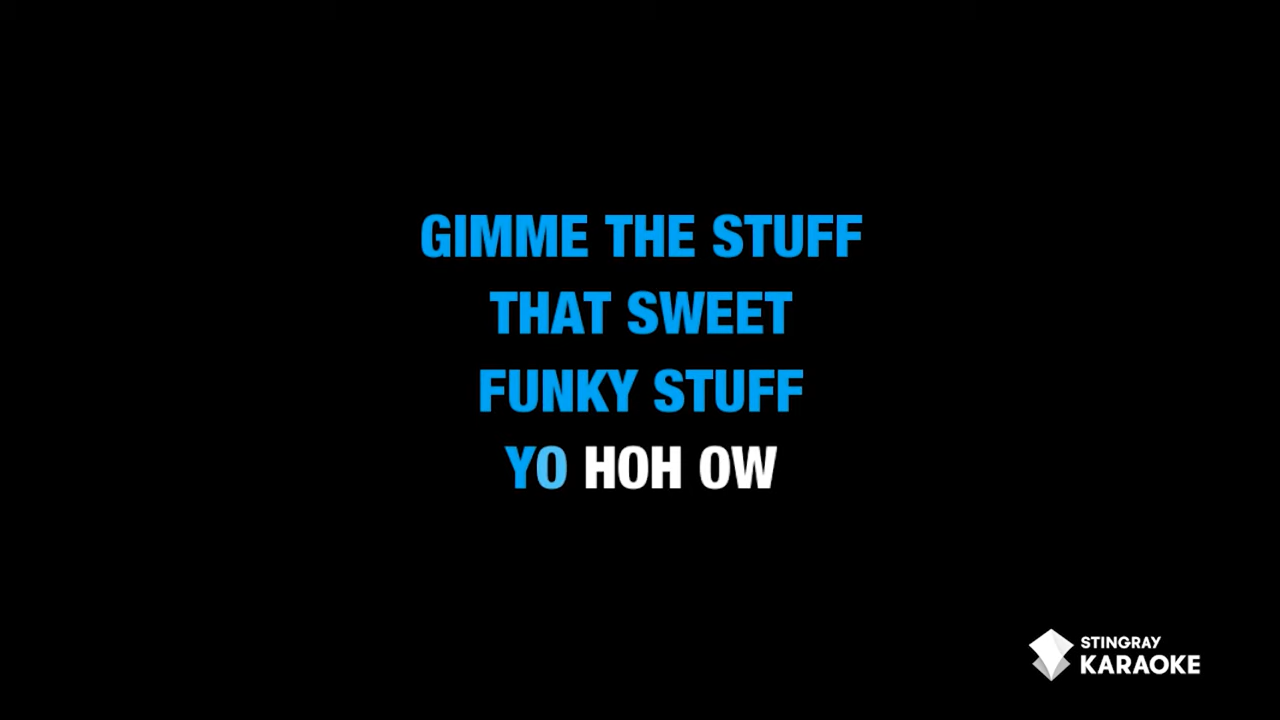 GIMME THE STUFF
THAT SWEET
FUNKY STUFF
YO HOH OW
STINGRAY
KARAOKE